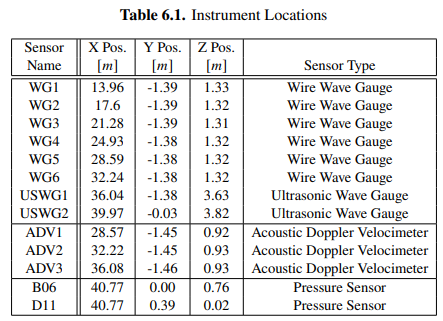 Table 6.1. Instrument Locations
Sensor X Pos. Y Pos. Z Pos.
Name [m] [m] [m] Sensor Type
WG1 13.96 -1.39 1.33 Wire Wave Gauge
WG2 17.6 -1.39 1.32 Wire Wave Gauge
WG3 21.28 -1.39 1.31 Wire Wave Gauge
WG4 24.93 -1.38 1.32 Wire Wave Gauge
WG5 28.59 -1.38 1.32 Wire Wave Gauge
WG6 32.24 -1.38 1.32 Wire Wave Gauge
USWG1 36.04 -1.38 3.63 Ultrasonic Wave Gauge
USWG2 39.97 -0.03 3.82 Ultrasonic Wave Gauge
ADV1 28.57 -1.45 0.92 Acoustic Doppler Velocimeter
ADV2 32.22 -1.45 0.93 Acoustic Doppler Velocimeter
ADV3 36.08 -1.46 0.93 Acoustic Doppler Velocimeter
B06 40.77 0.00 0.76 Pressure Sensor
D11 40.77 0.39 0.02 Pressure Sensor